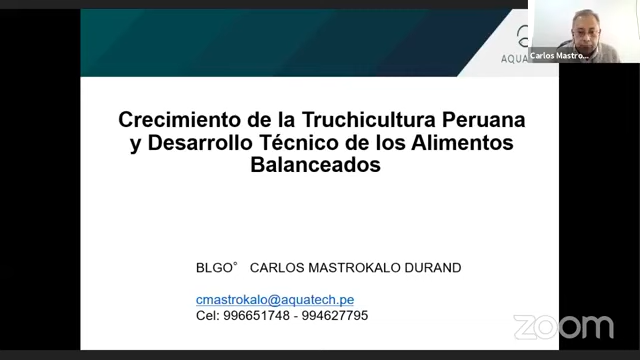 Crecimiento de la Truchicultura Peruana
y Desarrollo Técnico de los Alimentos
Balanceados
BLGO° CARLOS MASTROKALO DURAND
cmastrokalo@aquatech.pe
Cel: 996651748 - 994627795
Carlos Mastro...
zoom